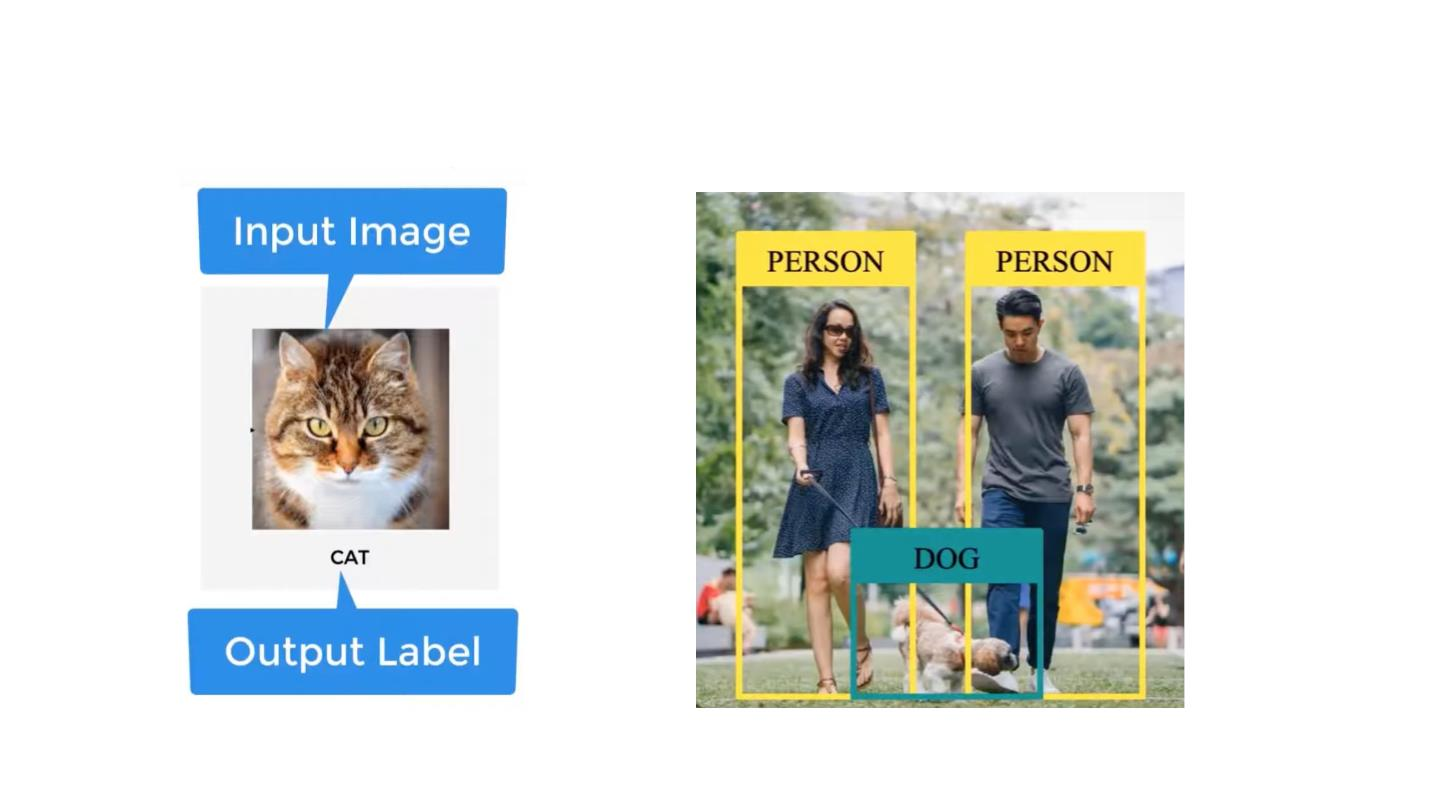 Input Image
CAT
Output Label
PERSON
PERSON
DOG